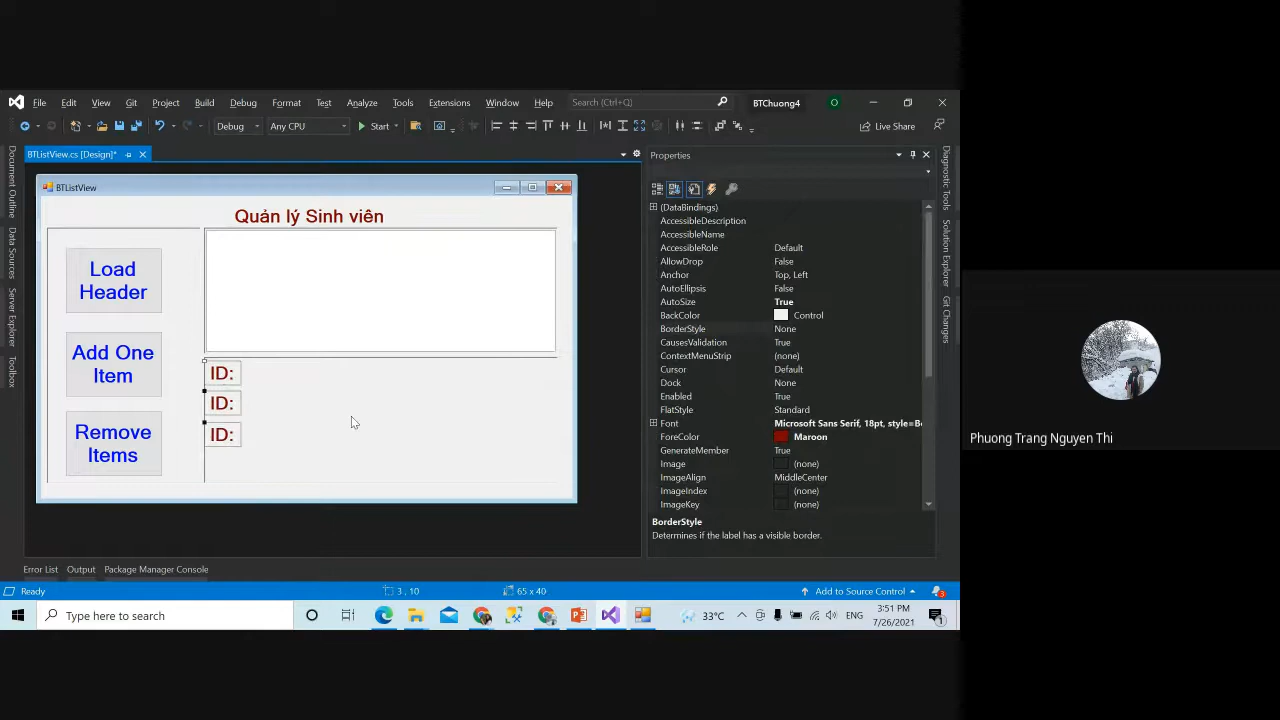 File Edit View Git Project Build Debug Format Test Analyze Tools Extensions Window Help Search (Ctrl+Q) BTChuong4 O
Debug Any CPU Start Live Share
BTListView.cs [Design]*
Properties
Document Outline
Data Sources
Server Explorer
Toolbox
BTListView
Quản lý Sinh viên
Load
Header
Add One
Item
Remove
Items
ID:
ID:
ID:
(DataBindings)
AccessibleDescription
AccessibleName
AccessibleRole Default
AllowDrop False
Anchor Top, Left
AutoEllipsis False
AutoSize True
BackColor Control
BorderStyle None
CausesValidation True
ContextMenuStrip (none)
Cursor Default
Dock None
Enabled True
FlatStyle Standard
Font Microsoft Sans Serif, 18pt, style=B
ForeColor Maroon
GenerateMember True
Image (none)
ImageAlign MiddleCenter
ImageIndex (none)
ImageKey (none)
BorderStyle
Determines if the label has a visible border.
Diagnostic Tools
Solution Explorer
Git Changes
Error List Output Package Manager Console
Ready 3 , 10 65 x 40 Add to Source Control 3
Type here to search 33°C ENG 3:51 PM
7/26/2021 1
Phuong Trang Nguyen Thi